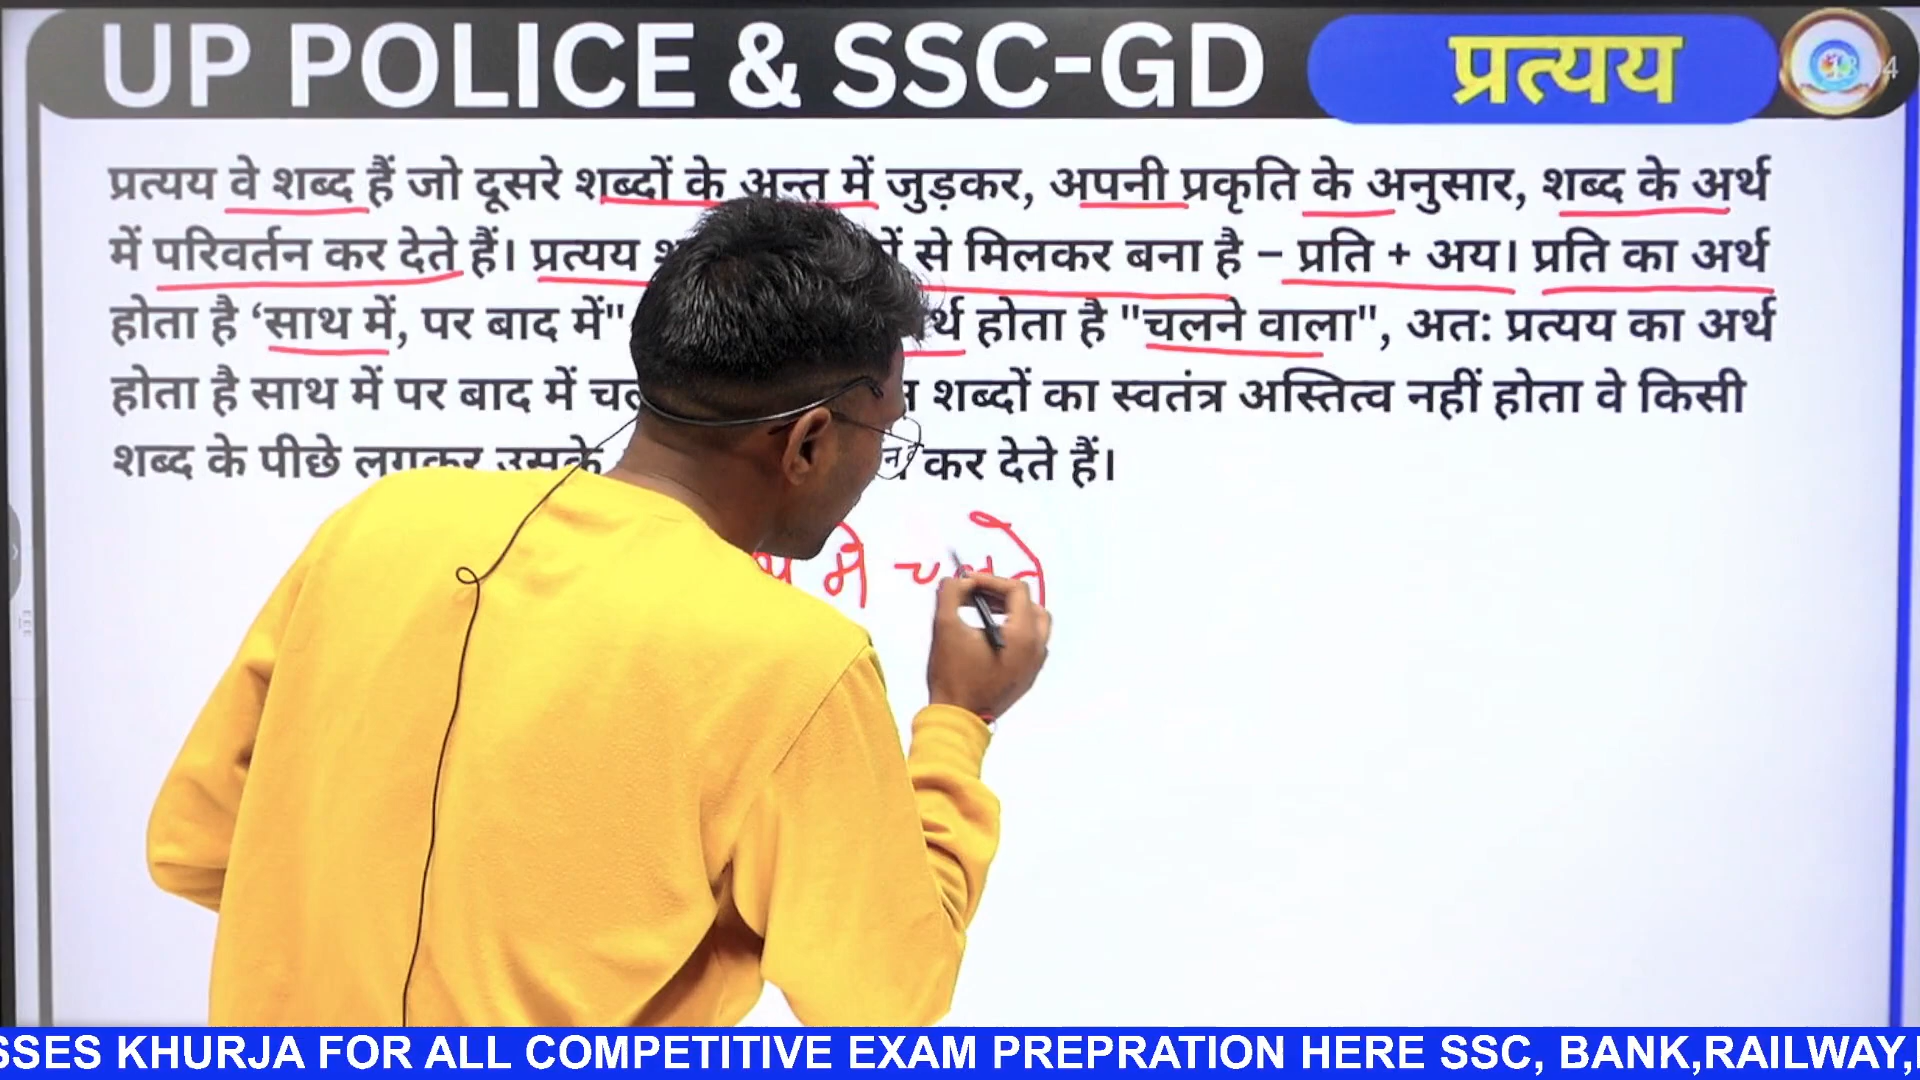 UP POLICE & SSC-GD
प्रत्यय
प्रत्यय वे शब्द हैं जो दूसरे शब्दों के अन्त में जुड़कर, अपनी प्रकृति के अनुसार, शब्द के अर्थ
में परिवर्तन कर देते हैं। प्रत्यय से मिलकर बना है – प्रति + अय। प्रति का अर्थ
होता है ‘साथ में, पर बाद में" होता है "चलने वाला", अत: प्रत्यय का अर्थ
होता है साथ में पर बाद में शब्दों का स्वतंत्र अस्तित्व नहीं होता वे किसी
शब्द के पीछे लगकर उसके कर देते हैं।
में
KHURJA FOR ALL COMPETITIVE EXAM PREPRATION HERE SSC, BANK,RAILWAY,